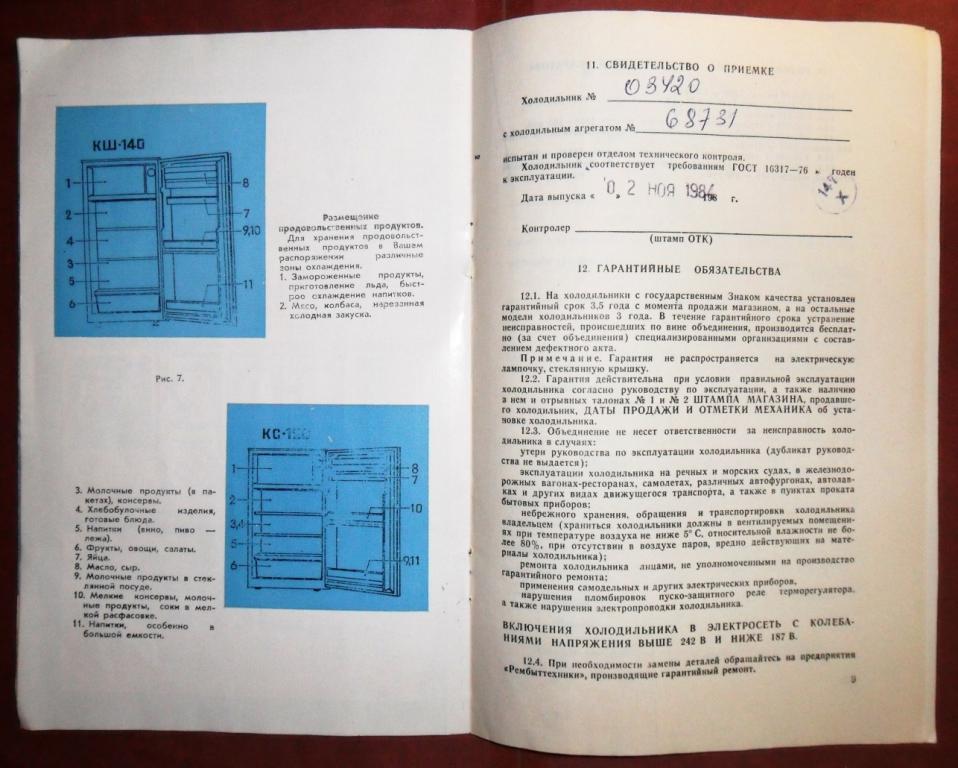 КШ-140
1
2
4
3
5
6
8
7
9,10
11
Размещение
продовольственных продуктов.
Для хранения продовольст-
венных продуктов в Вашем
распоряжении различные
зоны охлаждения.
1. Замороженные продукты,
приготовление льда, быст-
рое охлаждение напитков.
2. Мясо, колбаса, нарезанная
холодная закуска.
Рис. 7.
1
2
3,4
5
6
8
7
10
9,11
3. Молочные продукты (в па-
кетах), консервы.
4. Хлебобулочные изделия,
готовые блюда.
5. Напитки (вино, пиво —
лежа).
6. Фрукты, овощи, салаты.
7. Яйца.
8. Масло, сыр.
9. Молочные продукты в стек-
лянной посуде.
10. Мелкие консервы, молоч-
ные продукты, соки в мел-
кой расфасовке.
11. Напитки, особенно в
большой емкости.
11. СВИДЕТЕЛЬСТВО О ПРИЕМКЕ
Холодильник № 03420
с холодильным агрегатом № 68731
испытан и проверен отделом технического контроля.
Холодильник соответствует требованиям ГОСТ 16317—76 и годен
к эксплуатации.
Дата выпуска « 0,2 » НОЯ 1984 198 г.
Контролер
(штамп ОТК)
12. ГАРАНТИЙНЫЕ ОБЯЗАТЕЛЬСТВА
12.1. На холодильники с государственным Знаком качества установлен
гарантийный срок 3,5 года с момента продажи магазином, а на остальные
модели холодильников 3 года. В течение гарантийного срока устранение
неисправностей, происшедших по вине объединения, производится бесплат-
но (за счет объединения) специализированными организациями с состав-
лением дефектного акта.
Примечание. Гарантия не распространяется на электрическую
лампочку, стеклянную крышку.
12.2. Гарантия действительна при условии правильной эксплуатации
холодильника согласно руководству по эксплуатации, а также наличию
в нем и отрывных талонах № 1 и № 2 ШТАМПА МАГАЗИНА, продавше-
го холодильник, ДАТЫ ПРОДАЖИ И ОТМЕТКИ МЕХАНИКА об уста-
новке холодильника.
12.3. Объединение не несет ответственности за неисправность холо-
дильника в случаях:
утери руководства по эксплуатации холодильника (дубликат руковод-
ства не выдается);
эксплуатации холодильника на речных и морских судах, в железнодо-
рожных вагонах-ресторанах, самолетах, различных автофургонах, автолав-
ках и других видах движущегося транспорта, а также в пунктах проката
бытовых приборов;
небрежного хранения, обращения и транспортировки холодильника
владельцем (храниться холодильники должны в вентилируемых помещени-
ях при температуре воздуха не ниже 5°С, относительной влажности не бо-
лее 80%, при отсутствии в воздухе паров, вредно действующих на мате-
риалы холодильника);
ремонта холодильника лицами, не уполномоченными на производство
гарантийного ремонта;
применения самодельных и других электрических приборов,
нарушения пломбировок пуско-защитного реле терморегулятора,
а также нарушения электропроводки холодильника.
ВКЛЮЧЕНИЯ ХОЛОДИЛЬНИКА В ЭЛЕКТРОСЕТЬ С КОЛЕБА-
НИЯМИ НАПРЯЖЕНИЯ ВЫШЕ 242 В И НИЖЕ 187 В.
12.4. При необходимости замены деталей обращайтесь на предприятия
«Рембыттехники», производящие гарантийный ремонт.
9